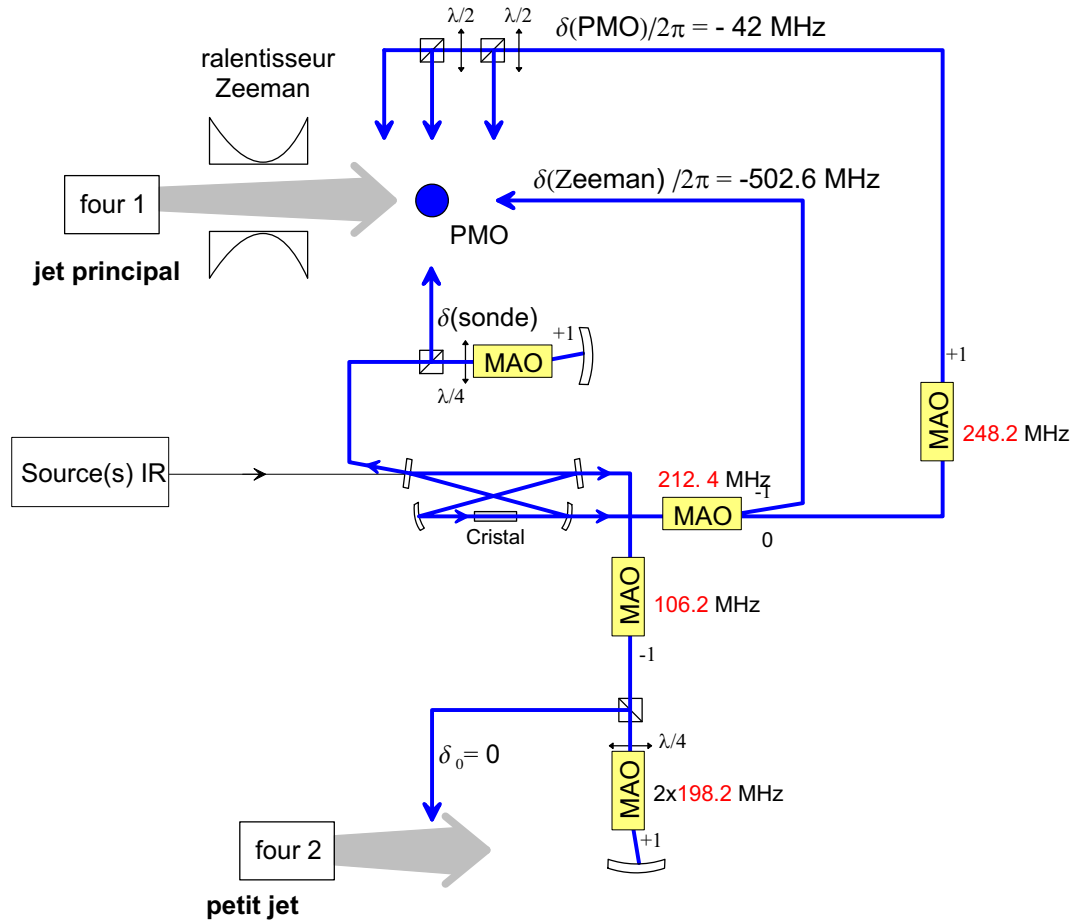 λ/2
λ/2
δ(PMO)/2π = - 42 MHz
ralentisseur
Zeeman
δ(Zeeman) /2π = -502.6 MHz
four 1
PMO
jet principal
δ(sonde)
+1
MAO
λ/4
+1
MAO
248.2 MHz
Source(s) IR
212. 4 MHz
-1
MAO
0
Cristal
MAO
106.2 MHz
-1
λ/4
δ0= 0
MAO
2x198.2 MHz
+1
four 2
petit jet